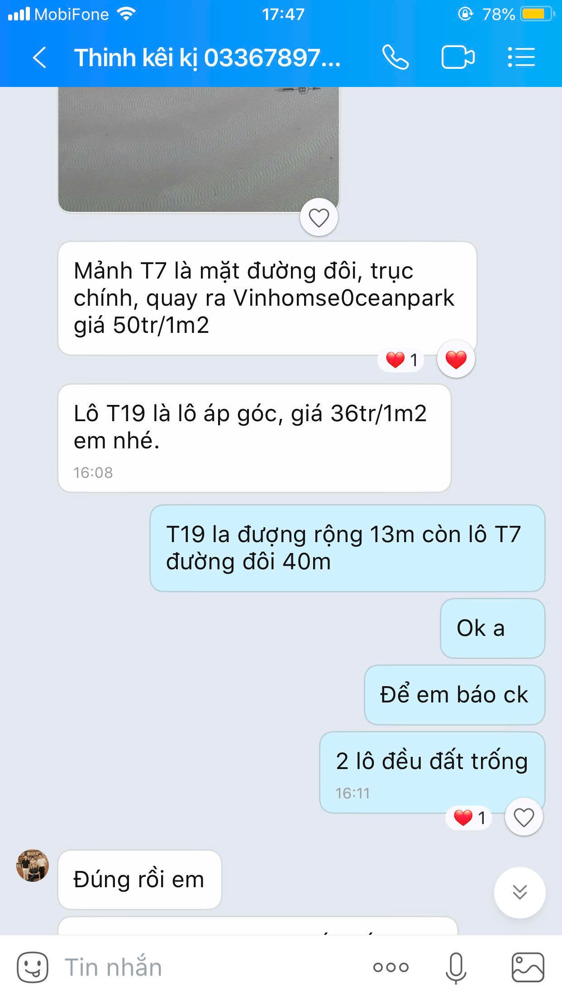 MobiFone 17:47 78%
Thinh kêi kị 03367897...
B
Mảnh T7 là mặt đường đôi, trục
chính, quay ra Vinhomse0ceanpark
giá 50tr/1m2
1
Lô T19 là lô áp góc, giá 36tr/1m2
em nhé.
16:08
T19 la đượng rộng 13m còn lô T7
đường đôi 40m
Ok a
Để em báo ck
2 lô đều đất trống
16:11
1
Đúng rồi em
Tin nhắn